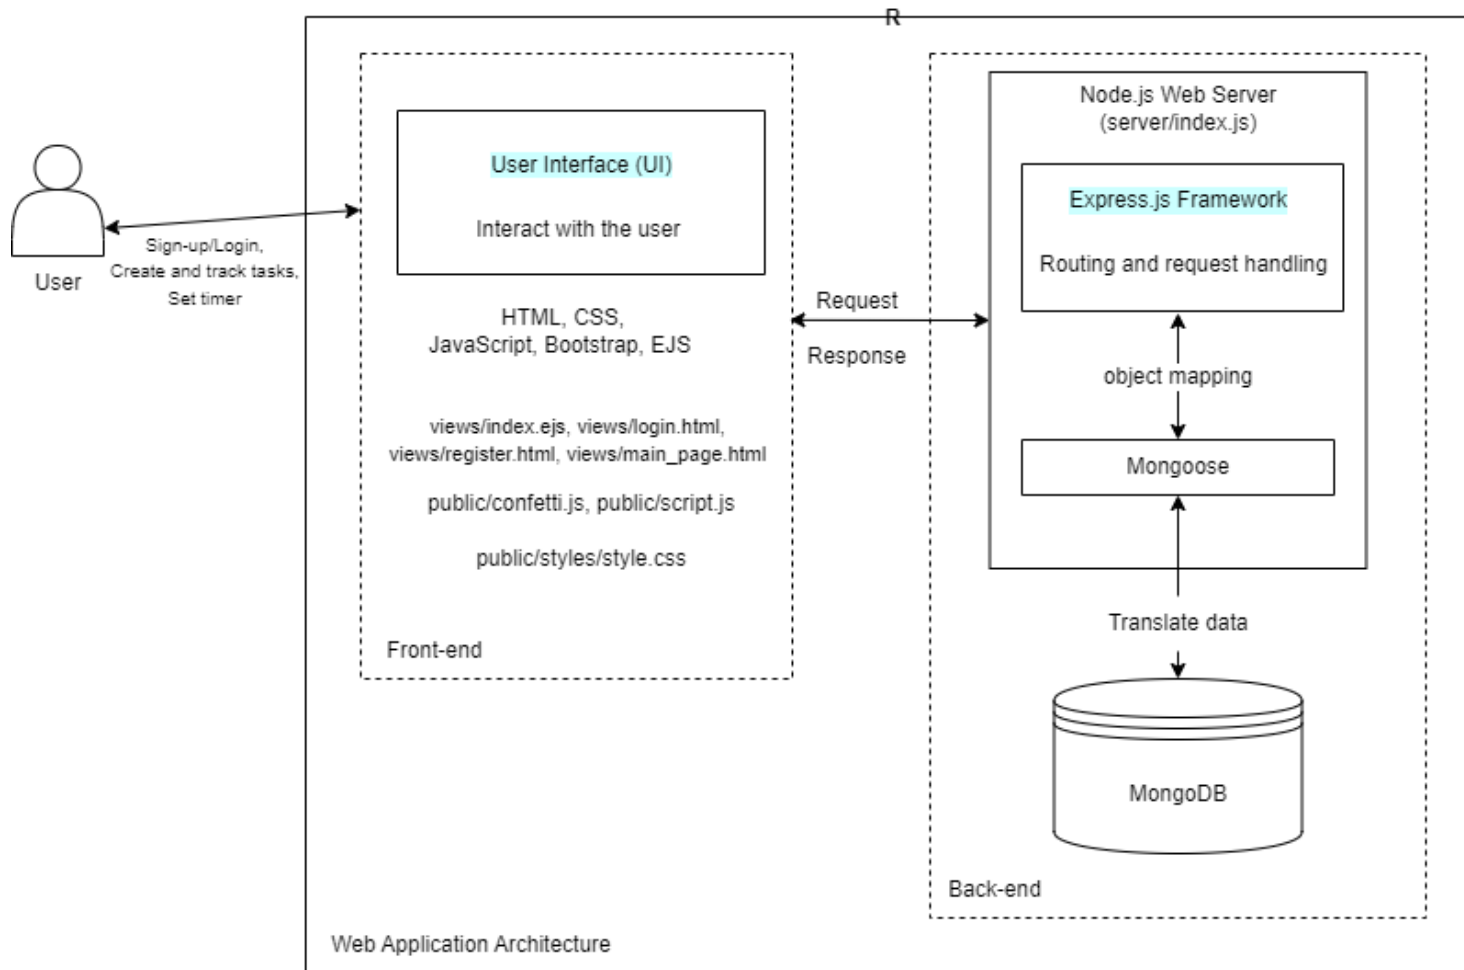 R
User Interface (UI)
Interact with the user
HTML, CSS,
JavaScript, Bootstrap, EJS
views/index.ejs, views/login.html,
views/register.html, views/main_page.html
public/confetti.js, public/script.js
public/styles/style.css
Front-end
User
Sign-up/Login,
Create and track tasks,
Set timer
Request
Response
Node.js Web Server
(server/index.js)
Express.js Framework
Routing and request handling
object mapping
Mongoose
Translate data
MongoDB
Back-end
Web Application Architecture